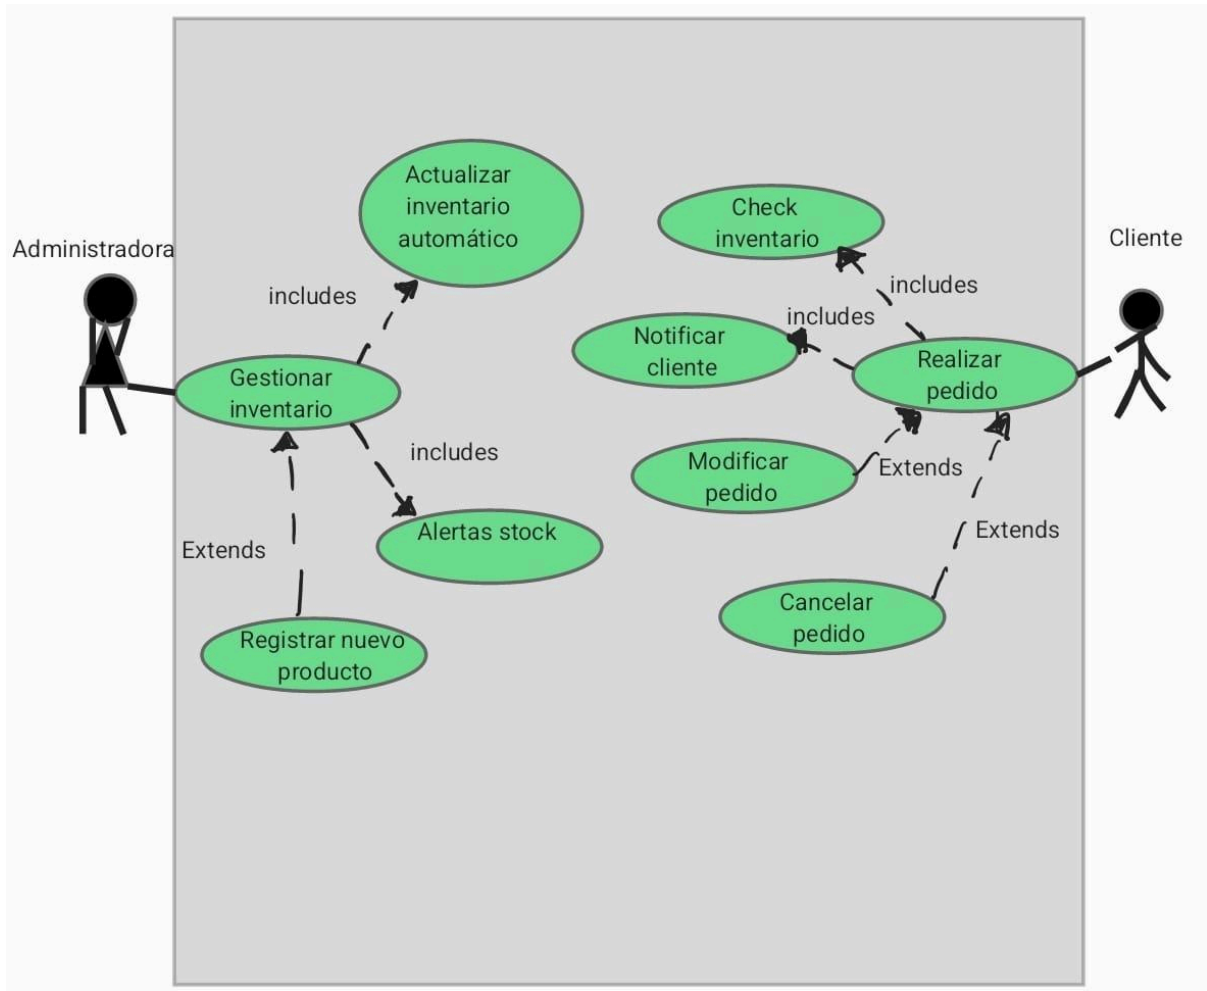 Actualizar
inventario
automático
Check
inventario
Administradora
Cliente
includes
includes
includes
Notificar
cliente
Realizar
pedido
Gestionar
inventario
includes
Modificar
pedido
Extends
Alertas stock
Extends
Extends
Cancelar
pedido
Registrar nuevo
producto